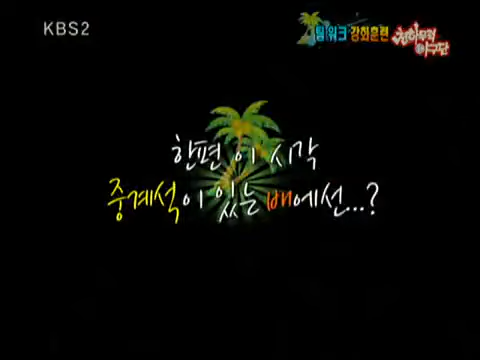 KBS2
팀워크 강화훈련 천하무적 야구단
한편 이 시각
중계석이 있는 배에선...?